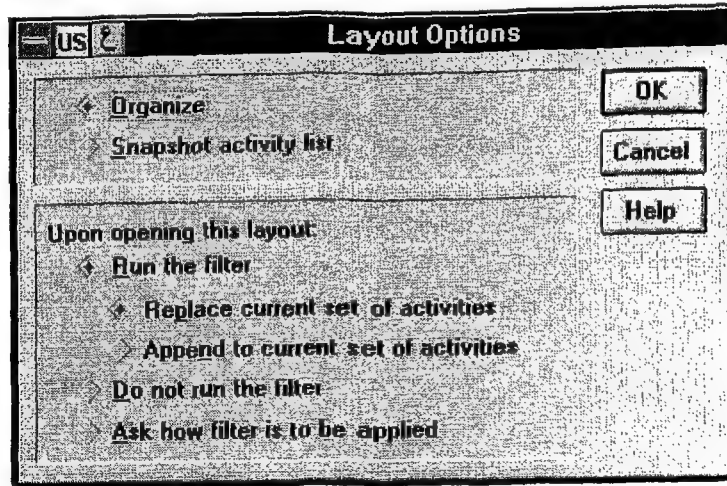 US
Layout Options
Organize
Snapshot activity list
OK
Cancel
Help
Upon opening this layout:
Run the filter
Replace current set of activities
Append to current set of activities
Do not run the filter
Ask how filter is to be applied